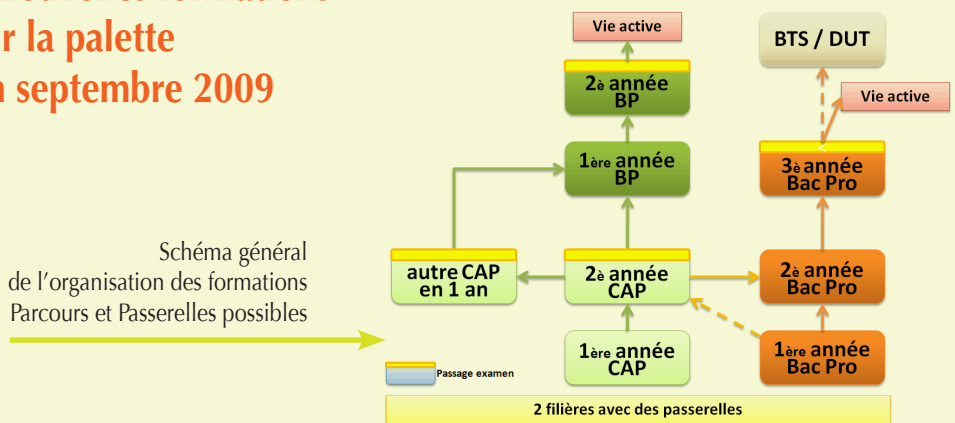 r la palette
septembre 2009
Schéma général
de l'organisation des formations
Parcours et Passerelles possibles
Vie active
2è année
BP
1ère année
BP
autre CAP
en 1 an
2è année
CAP
1ère année
CAP
BTS / DUT
Vie active
3è année
Bac Pro
2è année
Bac Pro
1ère année
Bac Pro
Passage examen
2 filières avec des passerelles